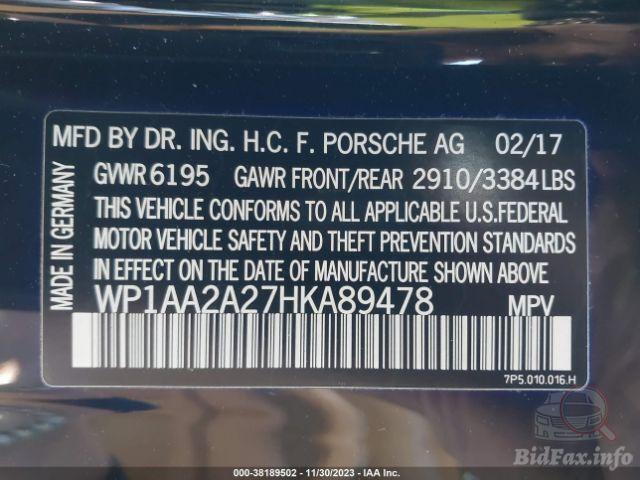 MFD BY DR. ING. H.C. F. PORSCHE AG 02/17
GWR 6195 GAWR FRONT/REAR 2910/3384 LBS
THIS VEHICLE CONFORMS TO ALL APPLICABLE U.S.FEDERAL
MOTOR VEHICLE SAFETY AND THEFT PREVENTION STANDARDS
IN EFFECT ON THE DATE OF MANUFACTURE SHOWN ABOVE
WP1AA2A27HKA89478 MPV
MADE IN GERMANY
7P5.010.016.H
BidFax.info
000-38189502 - 11/30/2023 - IAA Inc.